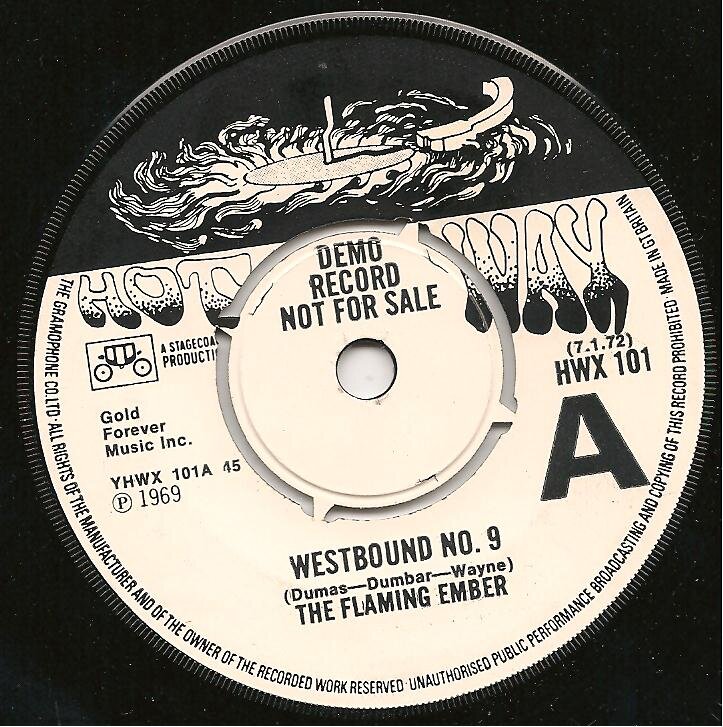 HOT WAX
DEMO
RECORD
NOT FOR SALE
A STAGECOA
PRODUCTI
(7.1.72)
HWX 101
A
Gold
Forever
Music Inc.
YHWX 101A 45
Ⓟ 1969
WESTBOUND NO. 9
(Dumas—Dumbar—Wayne)
THE FLAMING EMBER
THE GRAMOPHONE CO.LTD·ALL RIGHTS OF THE MANUFACTURER AND OF THE OWNER OF THE RECORDED WORK RESERVED·UNAUTHORISED PUBLIC PERFORMANCE BROADCASTING AND COPYING OF THIS RECORD PROHIBITED·MADE IN GT BRITAIN